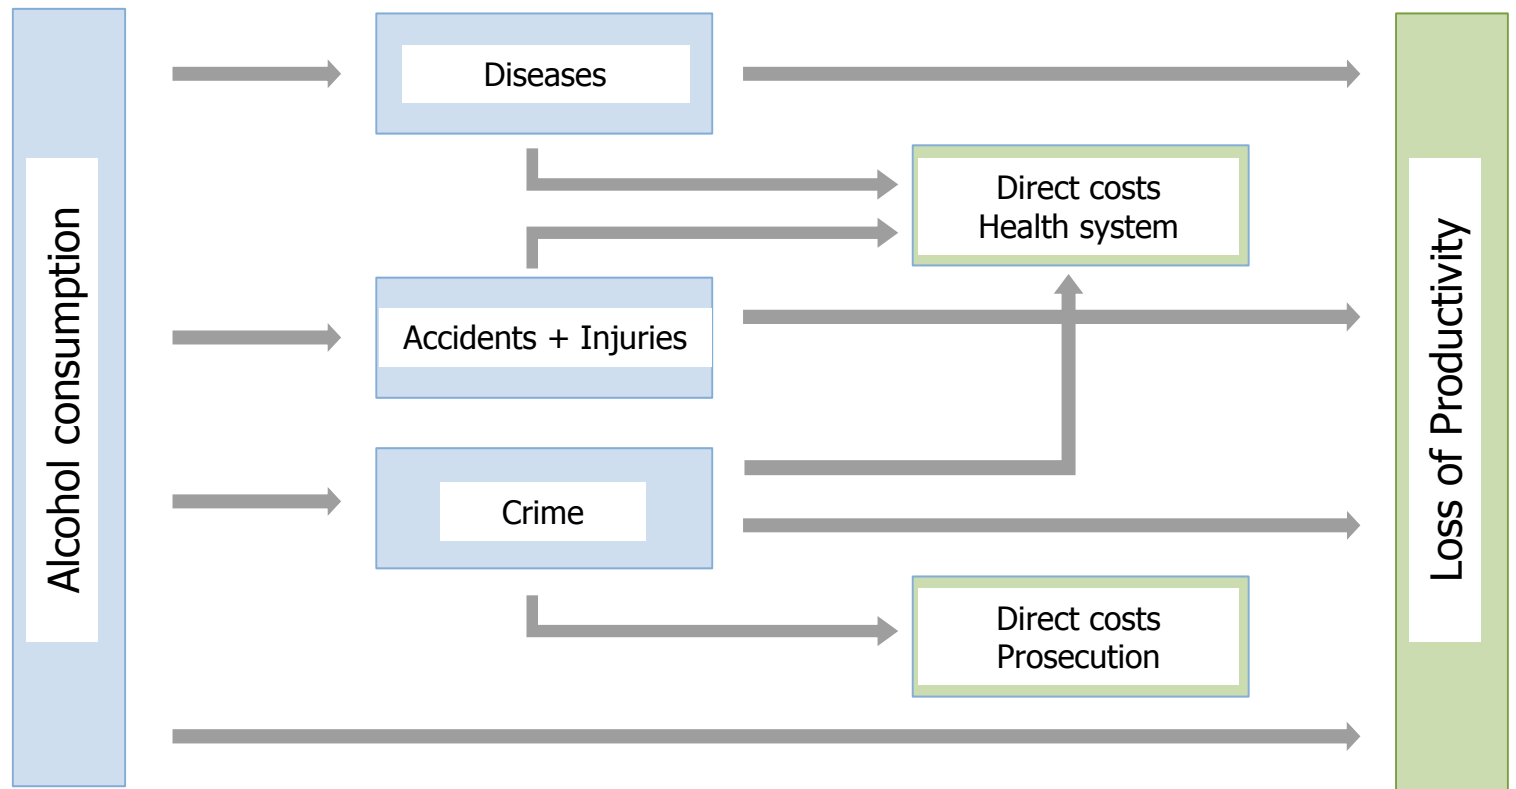 Alcohol consumption
Diseases
Accidents + Injuries
Crime
Direct costs
Health system
Direct costs
Prosecution
Loss of Productivity